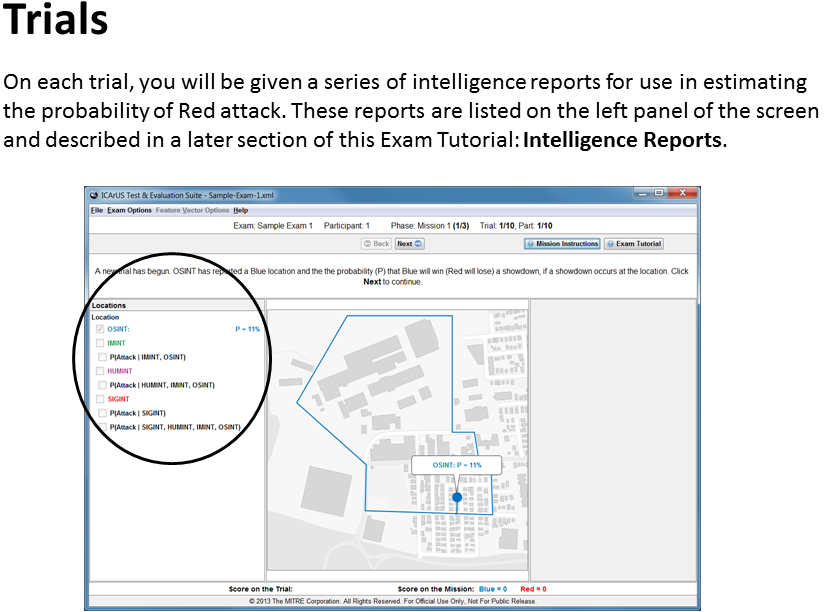 Trials
On each trial, you will be given a series of intelligence reports for use in estimating
the probability of Red attack. These reports are listed on the left panel of the screen
and described in a later section of this Exam Tutorial: Intelligence Reports.
ICArUS Test & Evaluation Suite - Sample-Exam-1.xml
File Exam Options Feature Vector Options Help
Exam: Sample Exam 1 Participant: 1 Phase: Mission 1 (1/3) Trial: 1/10, Part: 1/10
Back Next Mission Instructions Exam Tutorial
A new trial has begun. OSINT has reported a Blue location and the the probability (P) that Blue will win (Red will lose) a showdown, if a showdown occurs at the location. Click
Next to continue.
Locations
Location
OSINT: P = 11%
IMINT
P(Attack | IMINT, OSINT)
HUMINT
P(Attack | HUMINT, IMINT, OSINT)
SIGINT
P(Attack | SIGINT)
P(Attack | SIGINT, HUMINT, IMINT, OSINT)
OSINT: P = 11%
Score on the Trial: Score on the Mission: Blue = 0 Red = 0
© 2013 The MITRE Corporation. All Rights Reserved. For Official Use Only; Not For Public Release.